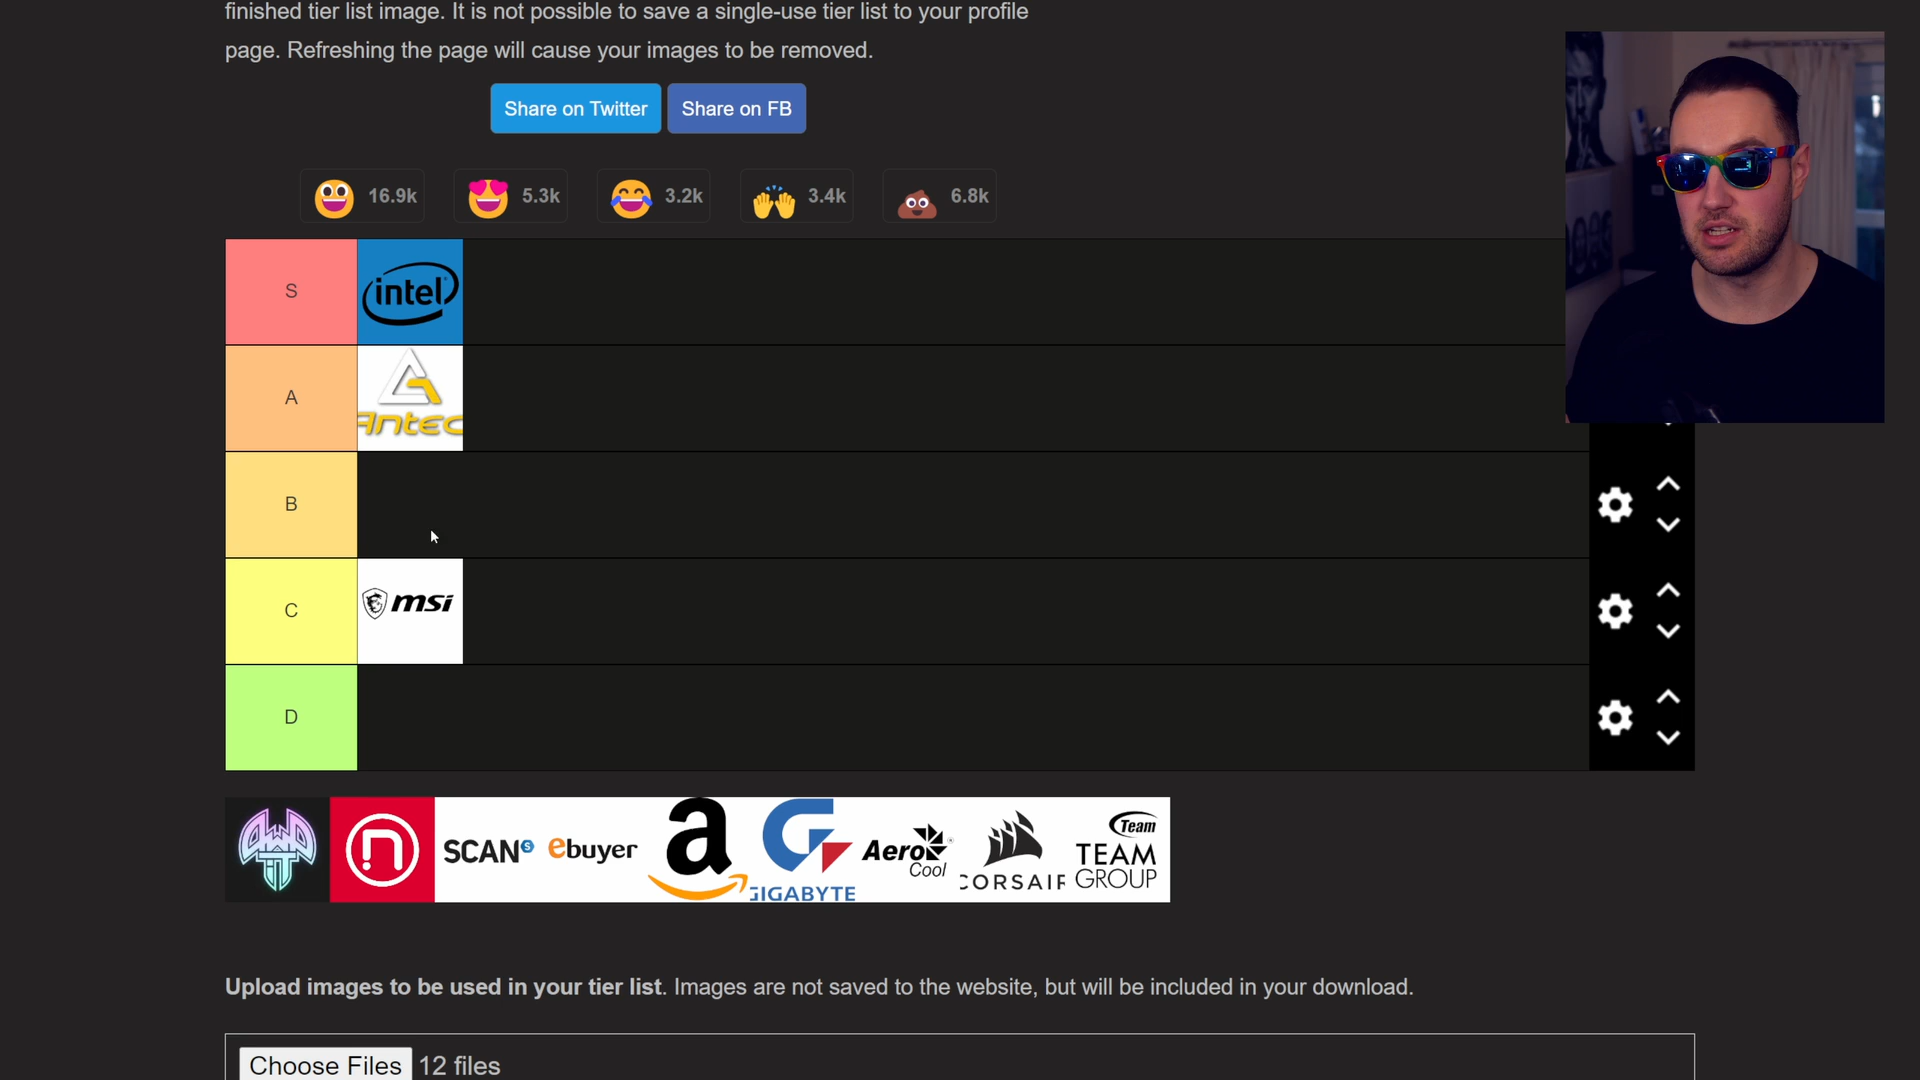 finished tier list image. It is not possible to save a single-use tier list to your profile
page. Refreshing the page will cause your images to be removed.
Share on Twitter Share on FB
16.9k 5.3k 3.2k 3.4k 6.8k
S
intel
A
Antec
B
C
msi
D
SCAN S ebuyer a GIGABYTE Aero Cool CORSAIR Team TEAM GROUP
Upload images to be used in your tier list. Images are not saved to the website, but will be included in your download.
Choose Files 12 files